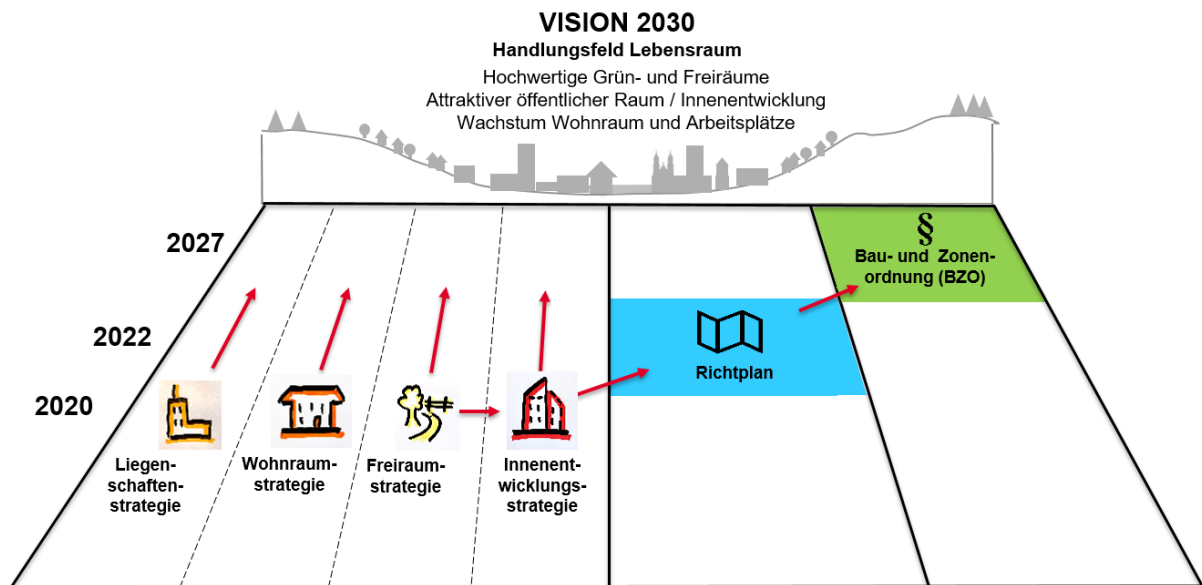 VISION 2030
Handlungsfeld Lebensraum
Hochwertige Grün- und Freiräume
Attraktiver öffentlicher Raum / Innenentwicklung
Wachstum Wohnraum und Arbeitsplätze
2027
2022
2020
§
Bau- und Zonen-
ordnung (BZO)
Richtplan
Liegen-
schaften-
strategie
Wohnraum-
strategie
Freiraum-
strategie
Innenent-
wicklungs-
strategie